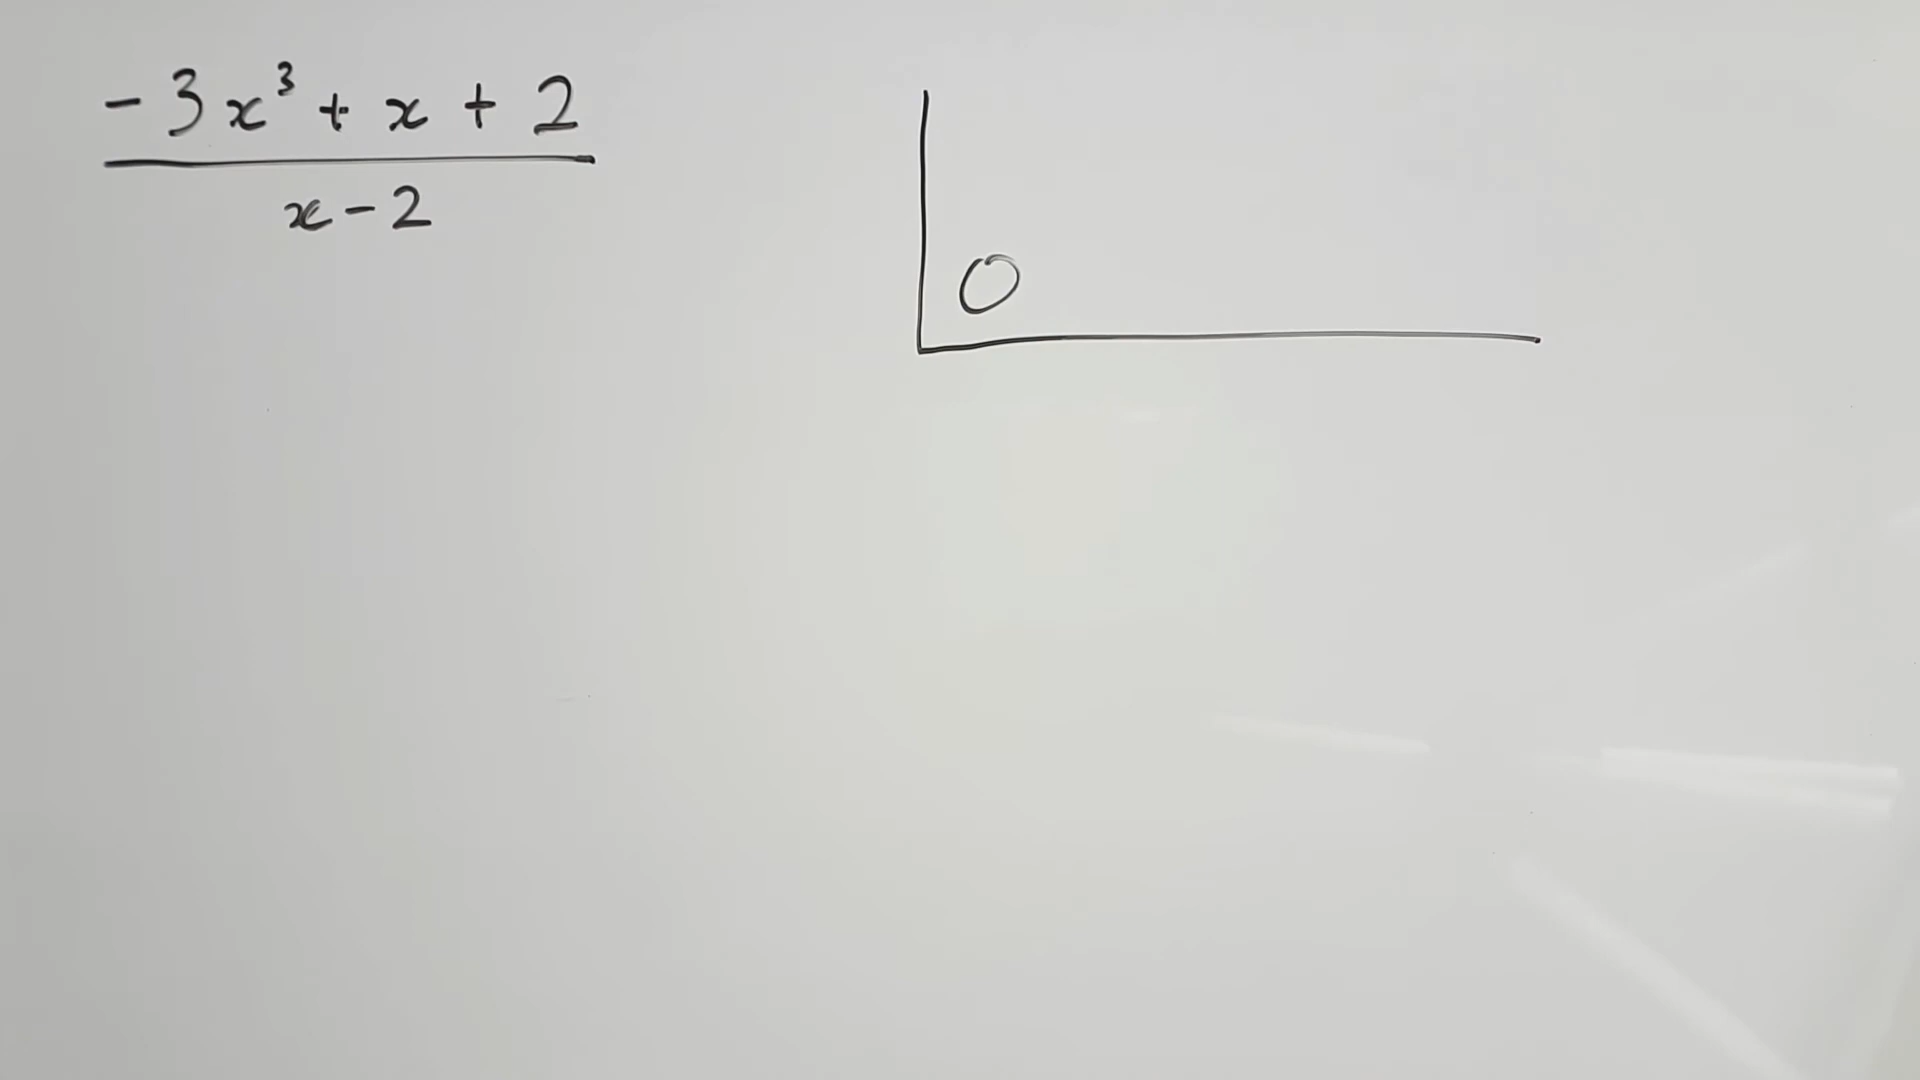 -3x³ + x + 2
x - 2
0